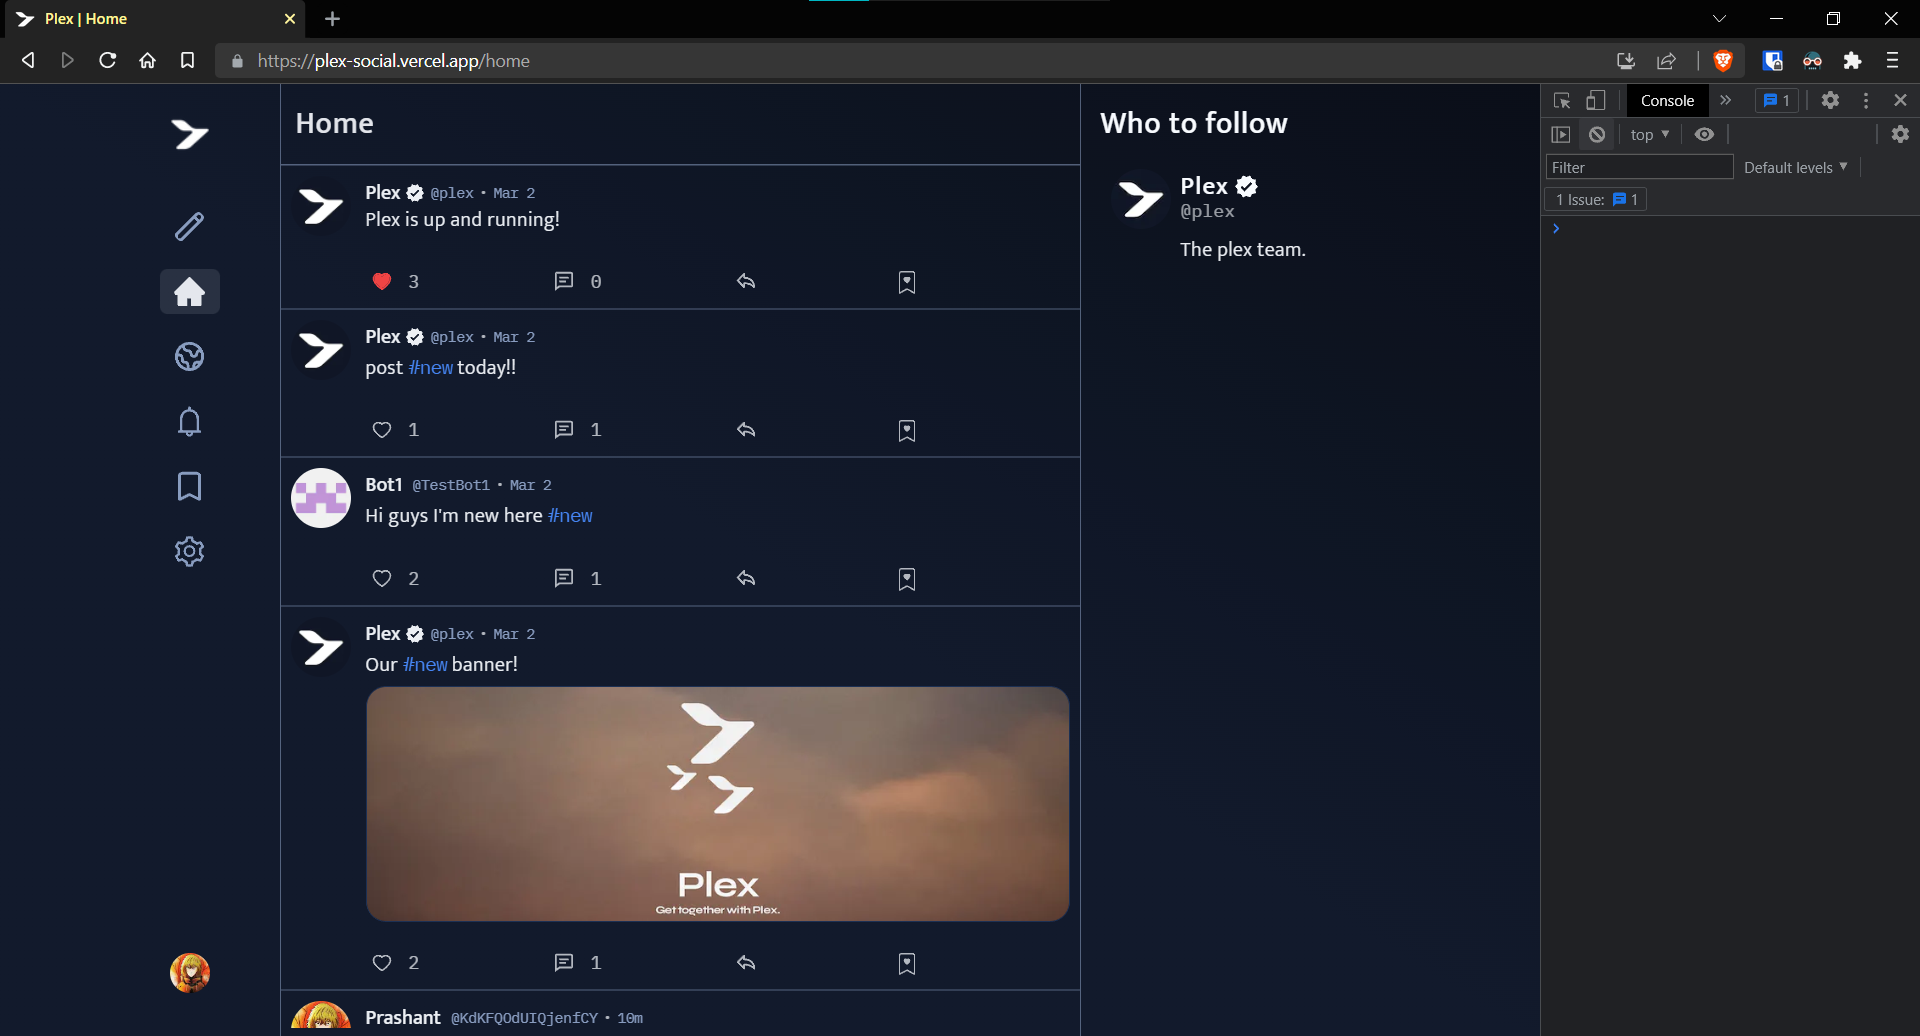 Plex | Home
https://plex-social.vercel.app/home
Home
Plex @plex • Mar 2
Plex is up and running!
3 0
Plex @plex • Mar 2
post #new today!!
1 1
Bot1 @TestBot1 • Mar 2
Hi guys I'm new here #new
2 1
Plex @plex • Mar 2
Our #new banner!
Plex
Get together with Plex.
2 1
Prashant @KdKFQOdUIQjenfCY • 10m
Who to follow
Plex
@plex
The plex team.
Console 1
top
Filter Default levels
1 Issue: 1